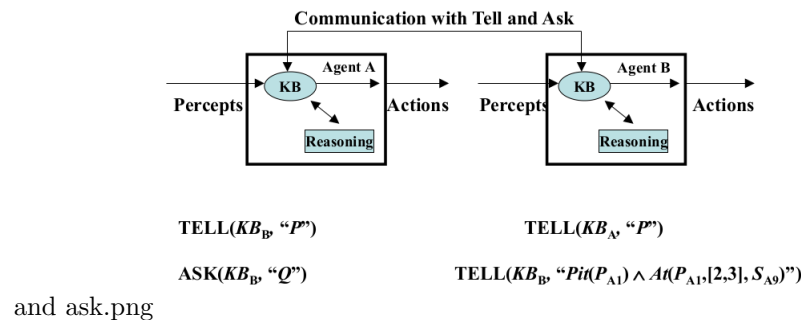 Communication with Tell and Ask
Agent A
KB
Percepts
Actions
Reasoning
Agent B
KB
Percepts
Actions
Reasoning
TELL(KB_B, “P”)
TELL(KB_A, “P”)
ASK(KB_B, “Q”)
TELL(KB_B, “Pit(P_A1) ∧ At(P_A1,[2,3], S_A9)”)
and ask.png